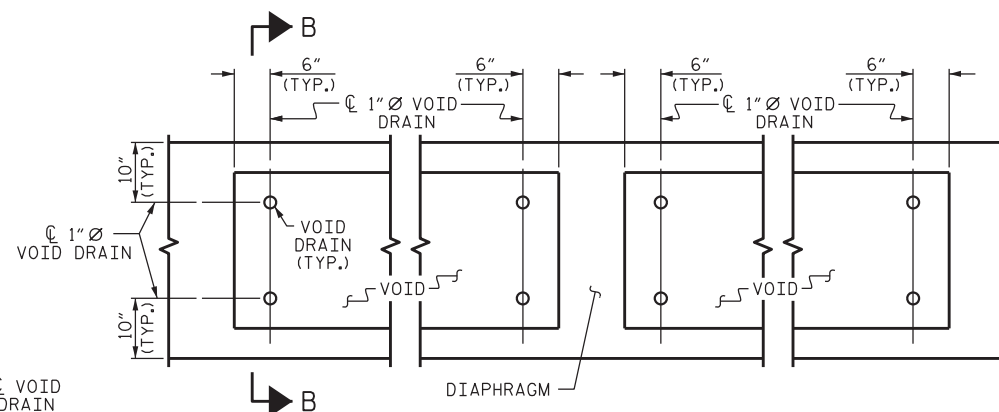 B
6" 6" 6" 6"
(TYP.) (TYP.) (TYP.) (TYP.)
℄ 1" Ø VOID ℄ 1" Ø VOID
DRAIN DRAIN
10"
(TYP.)
℄ 1" Ø
VOID DRAIN
VOID
DRAIN
(TYP.)
VOID VOID
10"
(TYP.)
℄ VOID
DRAIN
DIAPHRAGM
B